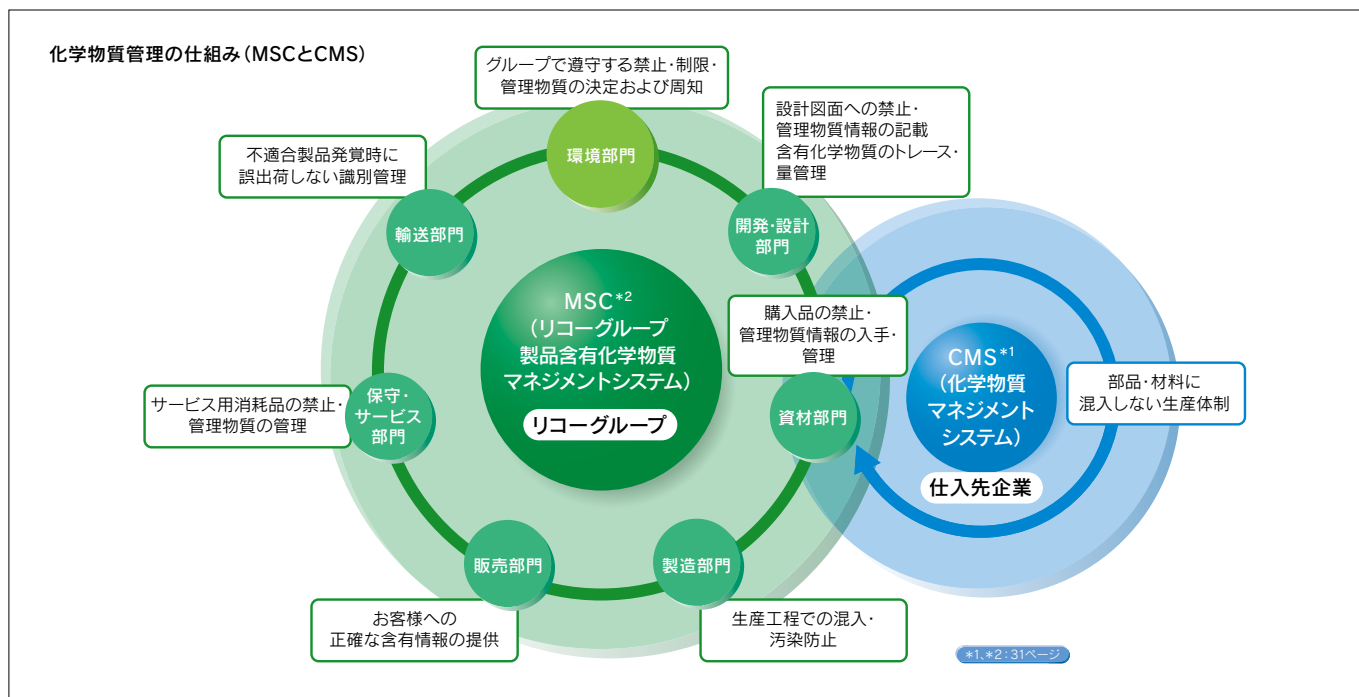 化学物質管理の仕組み（MSCとCMS）
グループで遵守する禁止・制限・
管理物質の決定および周知
環境部門
設計図面への禁止・
管理物質情報の記載
含有化学物質のトレース・
量管理
開発・設計
部門
不適合製品発覚時に
誤出荷しない識別管理
輸送部門
MSC*2
（リコーグループ
製品含有化学物質
マネジメントシステム）
リコーグループ
購入品の禁止・
管理物質情報の入手・
管理
資材部門
CMS*1
（化学物質
マネジメント
システム）
仕入先企業
部品・材料に
混入しない生産体制
サービス用消耗品の禁止・
管理物質の管理
保守・
サービス
部門
販売部門
お客様への
正確な含有情報の提供
製造部門
生産工程での混入・
汚染防止
*1、*2：31ページ